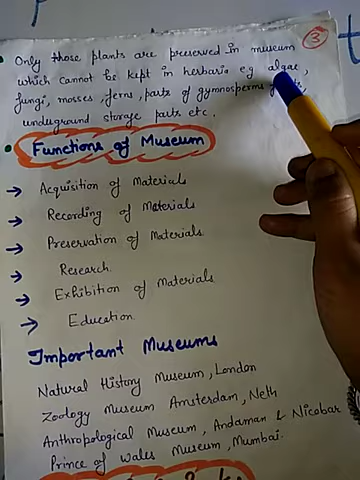 3
• Only those plants are preserved in museum
which cannot be kept in herbaria e.g algae,
fungi, mosses, ferns, parts of gymnosperms
underground storage parts etc.
• Functions of Museum
→ Acquisition of Materials
→ Recording of Materials
→ Preservation of Materials
→ Research
→ Exhibition of Materials
→ Education
Important Museums
Natural History Museum, London
Zoology Museum Amsterdam, Neth
Anthropological Museum, Andaman & Nicobar
Prince of Wales Museum, Mumbai.